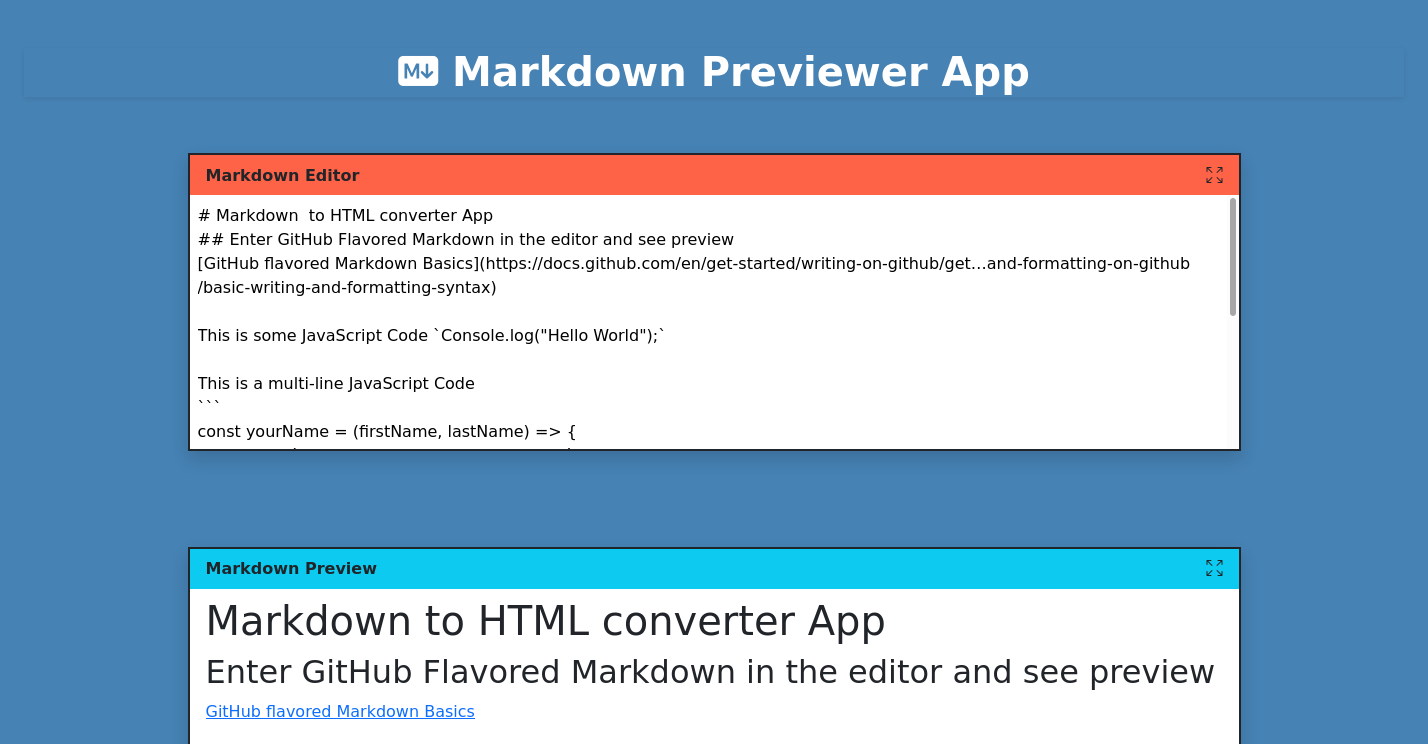 M↓ Markdown Previewer App
Markdown Editor
# Markdown  to HTML converter App
## Enter GitHub Flavored Markdown in the editor and see preview
[GitHub flavored Markdown Basics](https://docs.github.com/en/get-started/writing-on-github/get...and-formatting-on-github
/basic-writing-and-formatting-syntax)
This is some JavaScript Code `Console.log("Hello World");`
This is a multi-line JavaScript Code
```
const yourName = (firstName, lastName) => {
Markdown Preview
Markdown to HTML converter App
Enter GitHub Flavored Markdown in the editor and see preview
GitHub flavored Markdown Basics